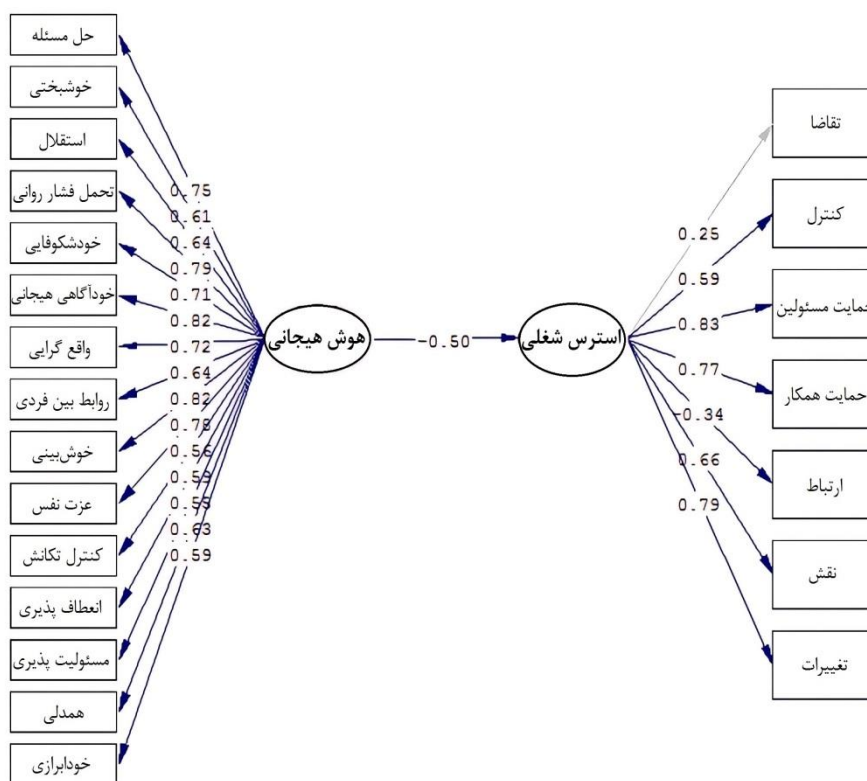 حل مسئله
خوشبختی
استقلال
تحمل فشار روانی
خودشکوفایی
خودآگاهی هیجانی
واقع گرایی
روابط بین فردی
خوش‌بینی
عزت نفس
کنترل تکانش
انعطاف پذیری
مسئولیت پذیری
همدلی
خودابرازی
0.75
0.61
0.64
0.79
0.71
0.82
0.72
0.64
0.82
0.78
0.56
0.63
0.59
هوش هیجانی
-0.50
استرس شغلی
0.25
0.59
0.83
0.77
-0.34
0.66
0.79
تقاضا
کنترل
حمایت مسئولین
حمایت همکار
ارتباط
نقش
تغییرات